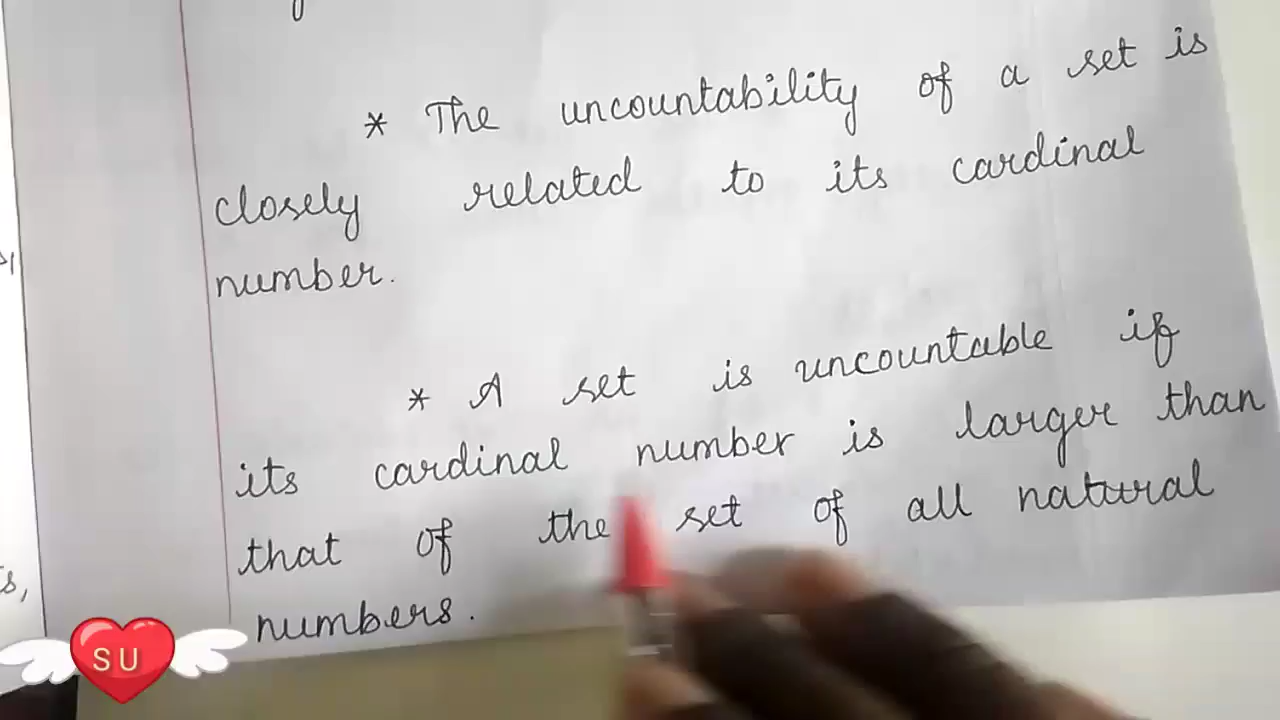 * The uncountability of a set is
closely related to its cardinal
number.
* A set is uncountable if
its cardinal number is larger than
that of the set of all natural
numbers.
SU